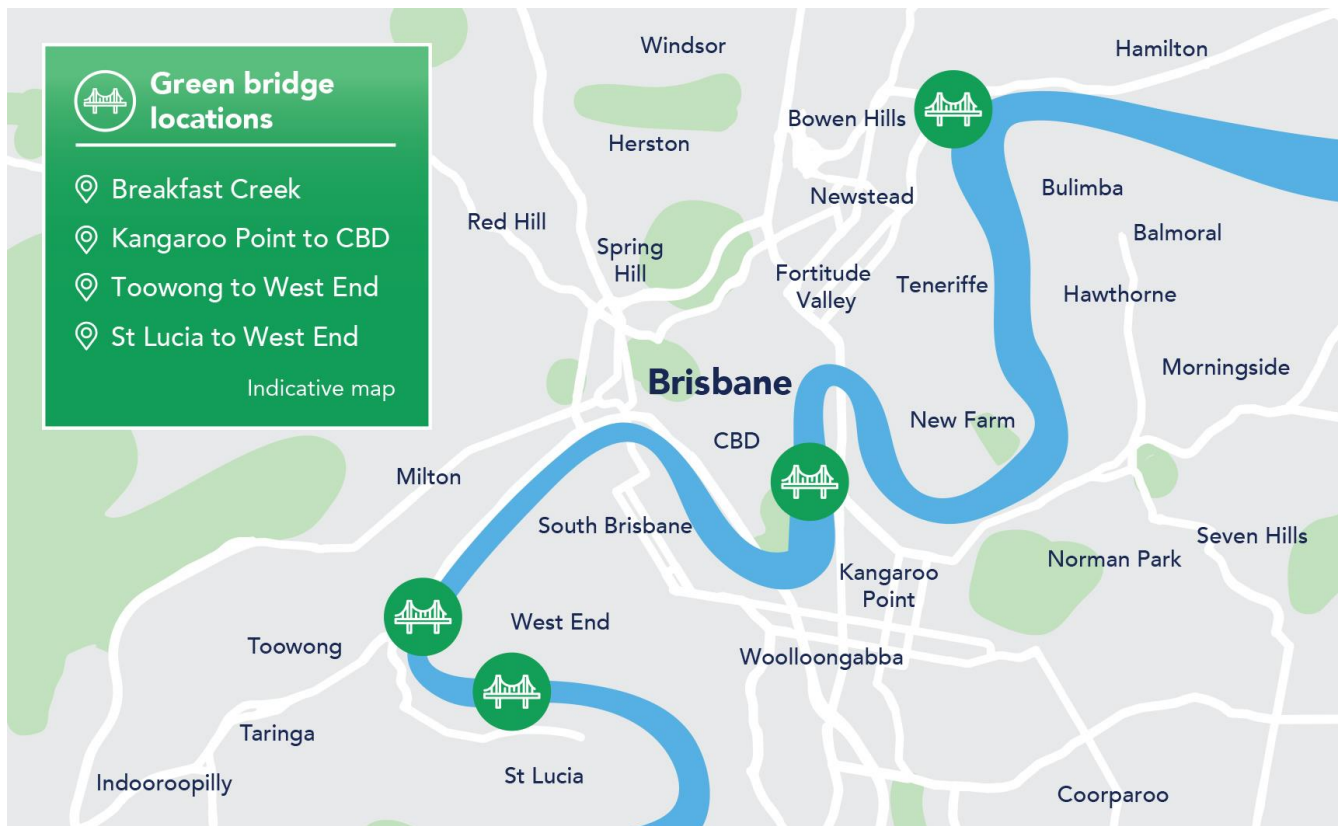 Green bridge
locations
Breakfast Creek
Kangaroo Point to CBD
Toowong to West End
St Lucia to West End
Indicative map
Windsor
Hamilton
Bowen Hills
Herston
Bulimba
Newstead
Red Hill
Balmoral
Spring
Hill
Fortitude
Valley
Teneriffe
Hawthorne
Morningside
Brisbane
New Farm
CBD
Milton
South Brisbane
Seven Hills
Norman Park
Kangaroo
Point
West End
Toowong
Woolloongabba
Taringa
St Lucia
Indooroopilly
Coorparoo